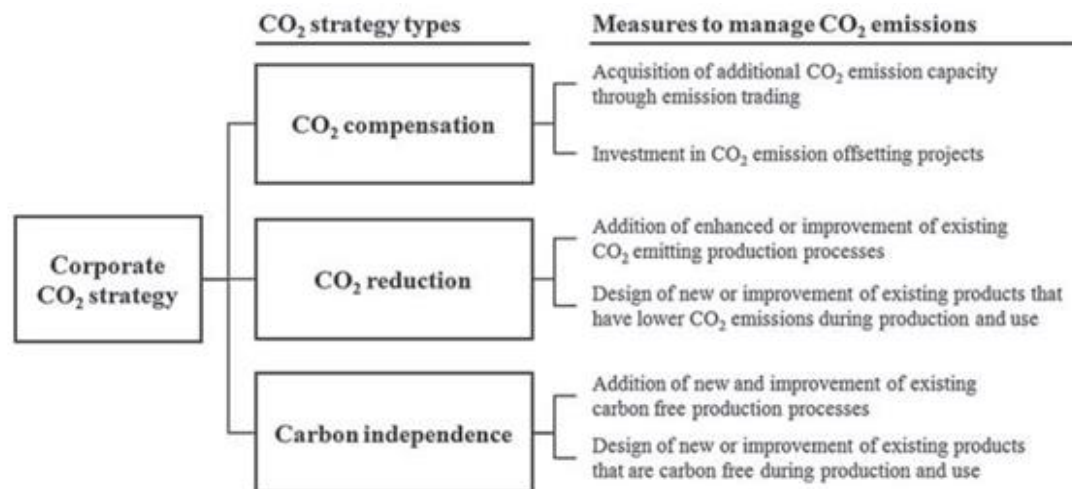 CO₂ strategy types
Measures to manage CO₂ emissions
Corporate
CO₂ strategy
CO₂ compensation
Acquisition of additional CO₂ emission capacity
through emission trading
Investment in CO₂ emission offsetting projects
CO₂ reduction
Addition of enhanced or improvement of existing
CO₂ emitting production processes
Design of new or improvement of existing products that
have lower CO₂ emissions during production and use
Carbon independence
Addition of new and improvement of existing
carbon free production processes
Design of new or improvement of existing products
that are carbon free during production and use